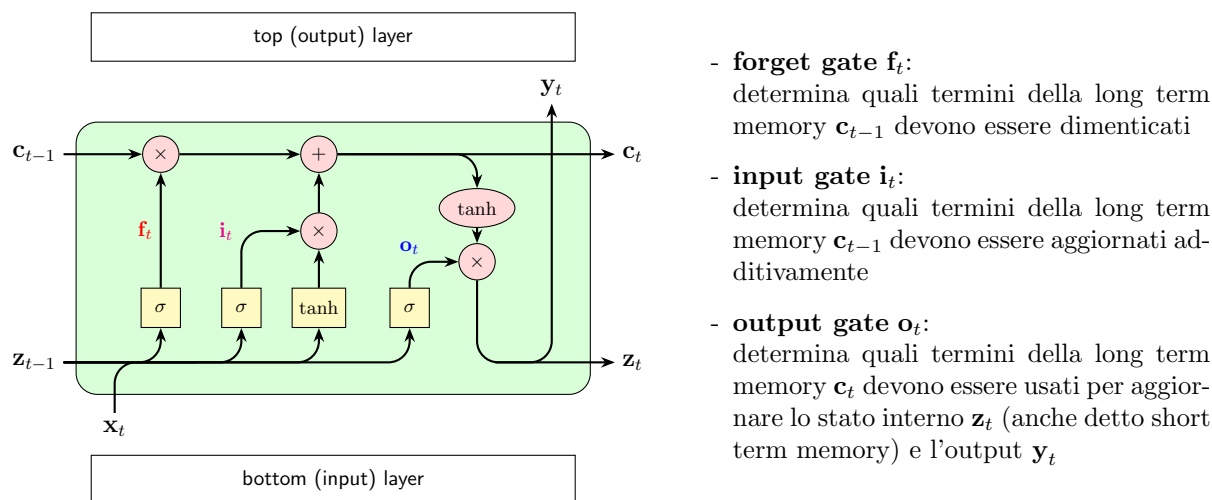 top (output) layer
y_t
c_{t−1}
×
+
c_t
tanh
f_t
i_t
×
o_t
×
σ
σ
tanh
σ
z_{t−1}
z_t
x_t
bottom (input) layer
- forget gate f_t:
determina quali termini della long term
memory c_{t−1} devono essere dimenticati
- input gate i_t:
determina quali termini della long term
memory c_{t−1} devono essere aggiornati ad-
ditivamente
- output gate o_t:
determina quali termini della long term
memory c_t devono essere usati per aggior-
nare lo stato interno z_t (anche detto short
term memory) e l'output y_t